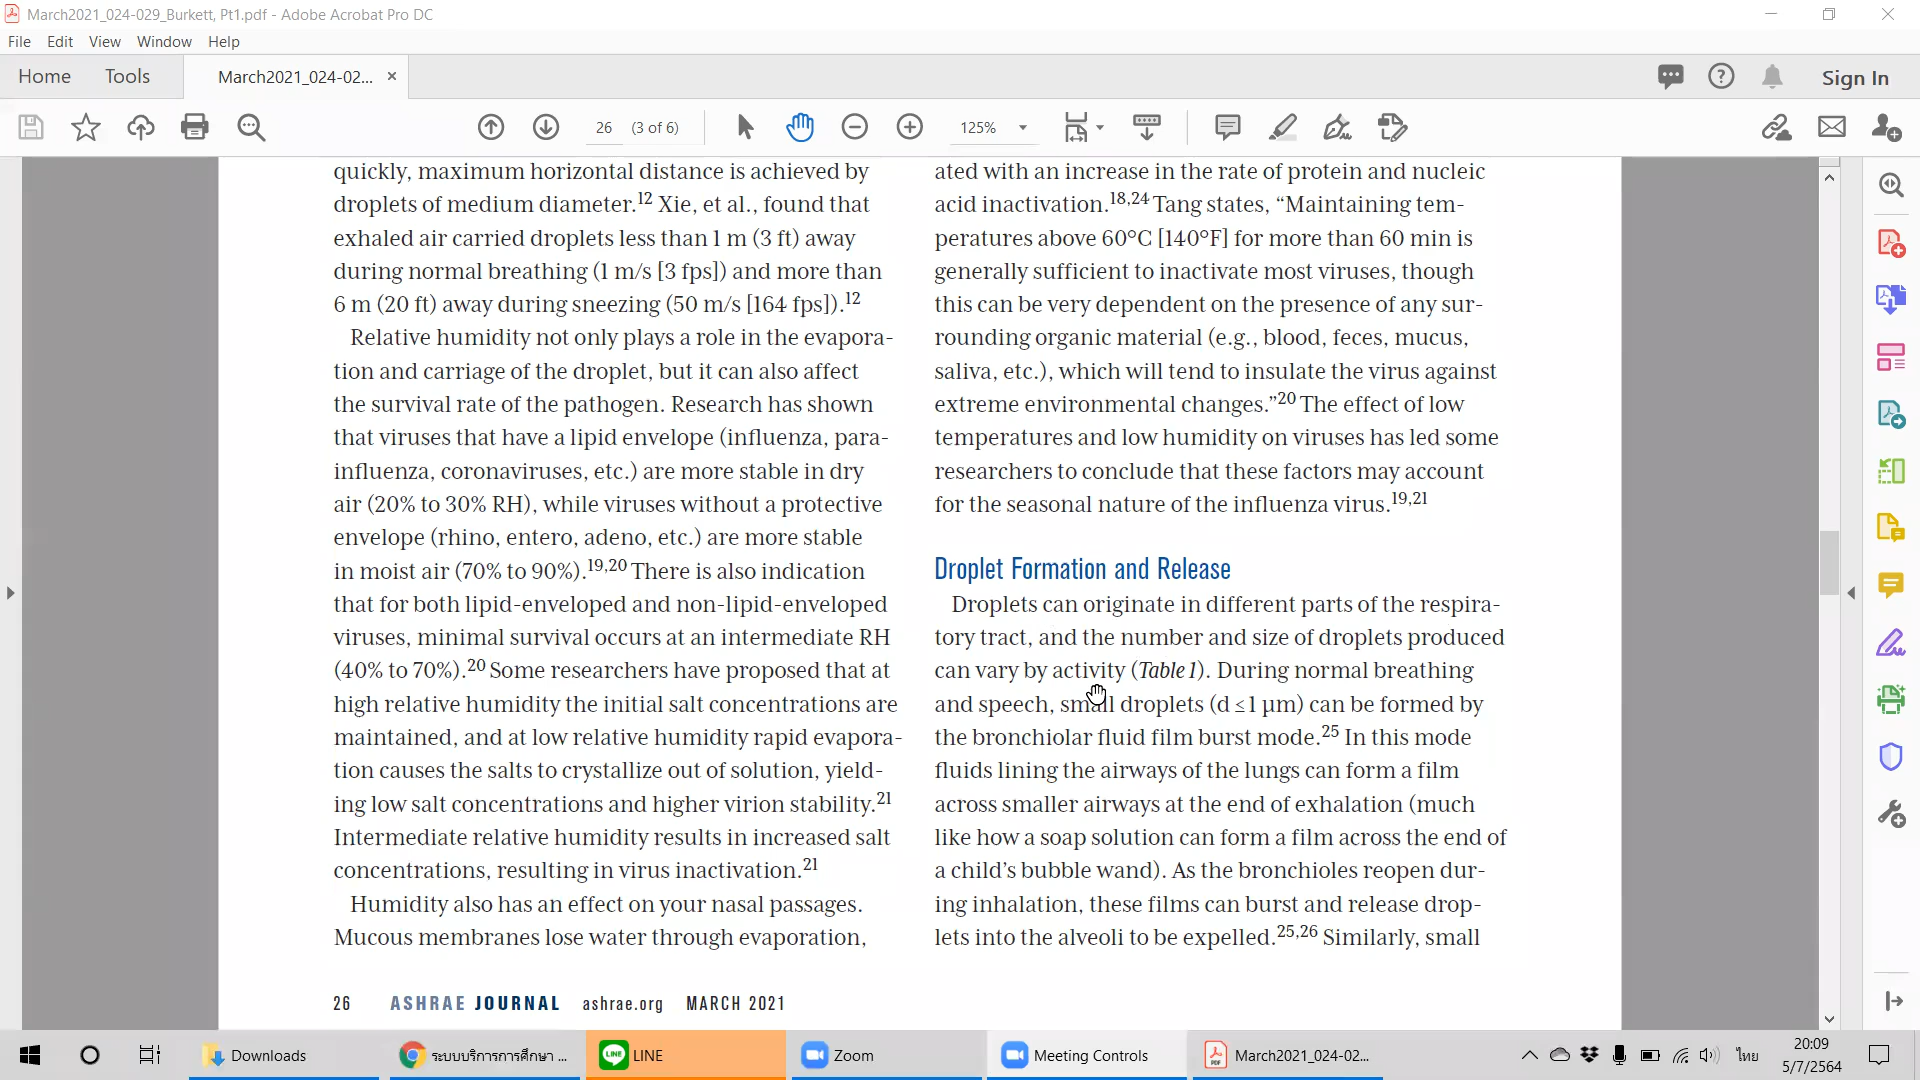 March2021_024-029_Burkett, Pt1.pdf - Adobe Acrobat Pro DC
File Edit View Window Help
Home Tools March2021_024-02... × Sign In
26 (3 of 6) 125%
quickly, maximum horizontal distance is achieved by
droplets of medium diameter.12 Xie, et al., found that
exhaled air carried droplets less than 1 m (3 ft) away
during normal breathing (1 m/s [3 fps]) and more than
6 m (20 ft) away during sneezing (50 m/s [164 fps]).12
Relative humidity not only plays a role in the evapora-
tion and carriage of the droplet, but it can also affect
the survival rate of the pathogen. Research has shown
that viruses that have a lipid envelope (influenza, para-
influenza, coronaviruses, etc.) are more stable in dry
air (20% to 30% RH), while viruses without a protective
envelope (rhino, entero, adeno, etc.) are more stable
in moist air (70% to 90%).19,20 There is also indication
that for both lipid-enveloped and non-lipid-enveloped
viruses, minimal survival occurs at an intermediate RH
(40% to 70%).20 Some researchers have proposed that at
high relative humidity the initial salt concentrations are
maintained, and at low relative humidity rapid evapora-
tion causes the salts to crystallize out of solution, yield-
ing low salt concentrations and higher virion stability.21
Intermediate relative humidity results in increased salt
concentrations, resulting in virus inactivation.21
Humidity also has an effect on your nasal passages.
Mucous membranes lose water through evaporation,
ated with an increase in the rate of protein and nucleic
acid inactivation.18,24 Tang states, “Maintaining tem-
peratures above 60°C [140°F] for more than 60 min is
generally sufficient to inactivate most viruses, though
this can be very dependent on the presence of any sur-
rounding organic material (e.g., blood, feces, mucus,
saliva, etc.), which will tend to insulate the virus against
extreme environmental changes.”20 The effect of low
temperatures and low humidity on viruses has led some
researchers to conclude that these factors may account
for the seasonal nature of the influenza virus.19,21
Droplet Formation and Release
Droplets can originate in different parts of the respira-
tory tract, and the number and size of droplets produced
can vary by activity (Table 1). During normal breathing
and speech, small droplets (d ≤ 1 µm) can be formed by
the bronchiolar fluid film burst mode.25 In this mode
fluids lining the airways of the lungs can form a film
across smaller airways at the end of exhalation (much
like how a soap solution can form a film across the end of
a child’s bubble wand). As the bronchioles reopen dur-
ing inhalation, these films can burst and release drop-
lets into the alveoli to be expelled.25,26 Similarly, small
26 ASHRAE JOURNAL ashrae.org MARCH 2021
Downloads ระบบบริการการศึกษา ... LINE Zoom Meeting Controls March2021_024-02... ไทย 20:09
5/7/2564